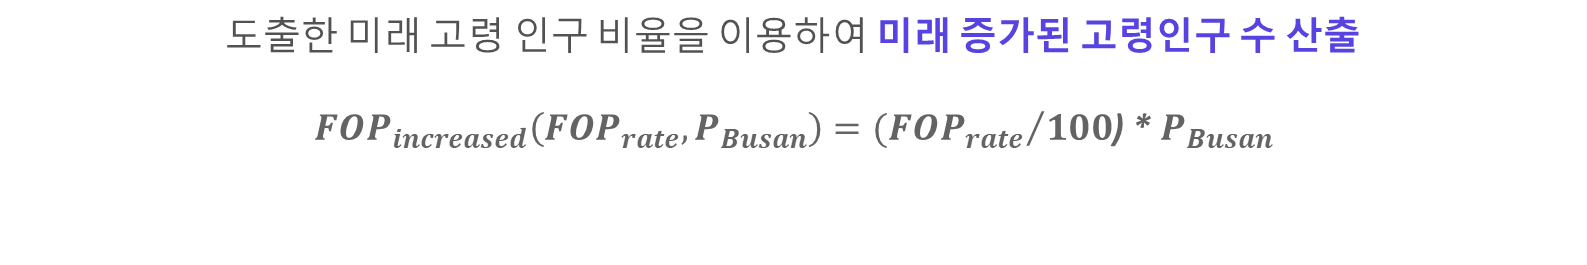 도출한 미래 고령 인구 비율을 이용하여 미래 증가된 고령인구 수 산출
FOP_increased(FOP_rate, P_Busan) = (FOP_rate/100) * P_Busan